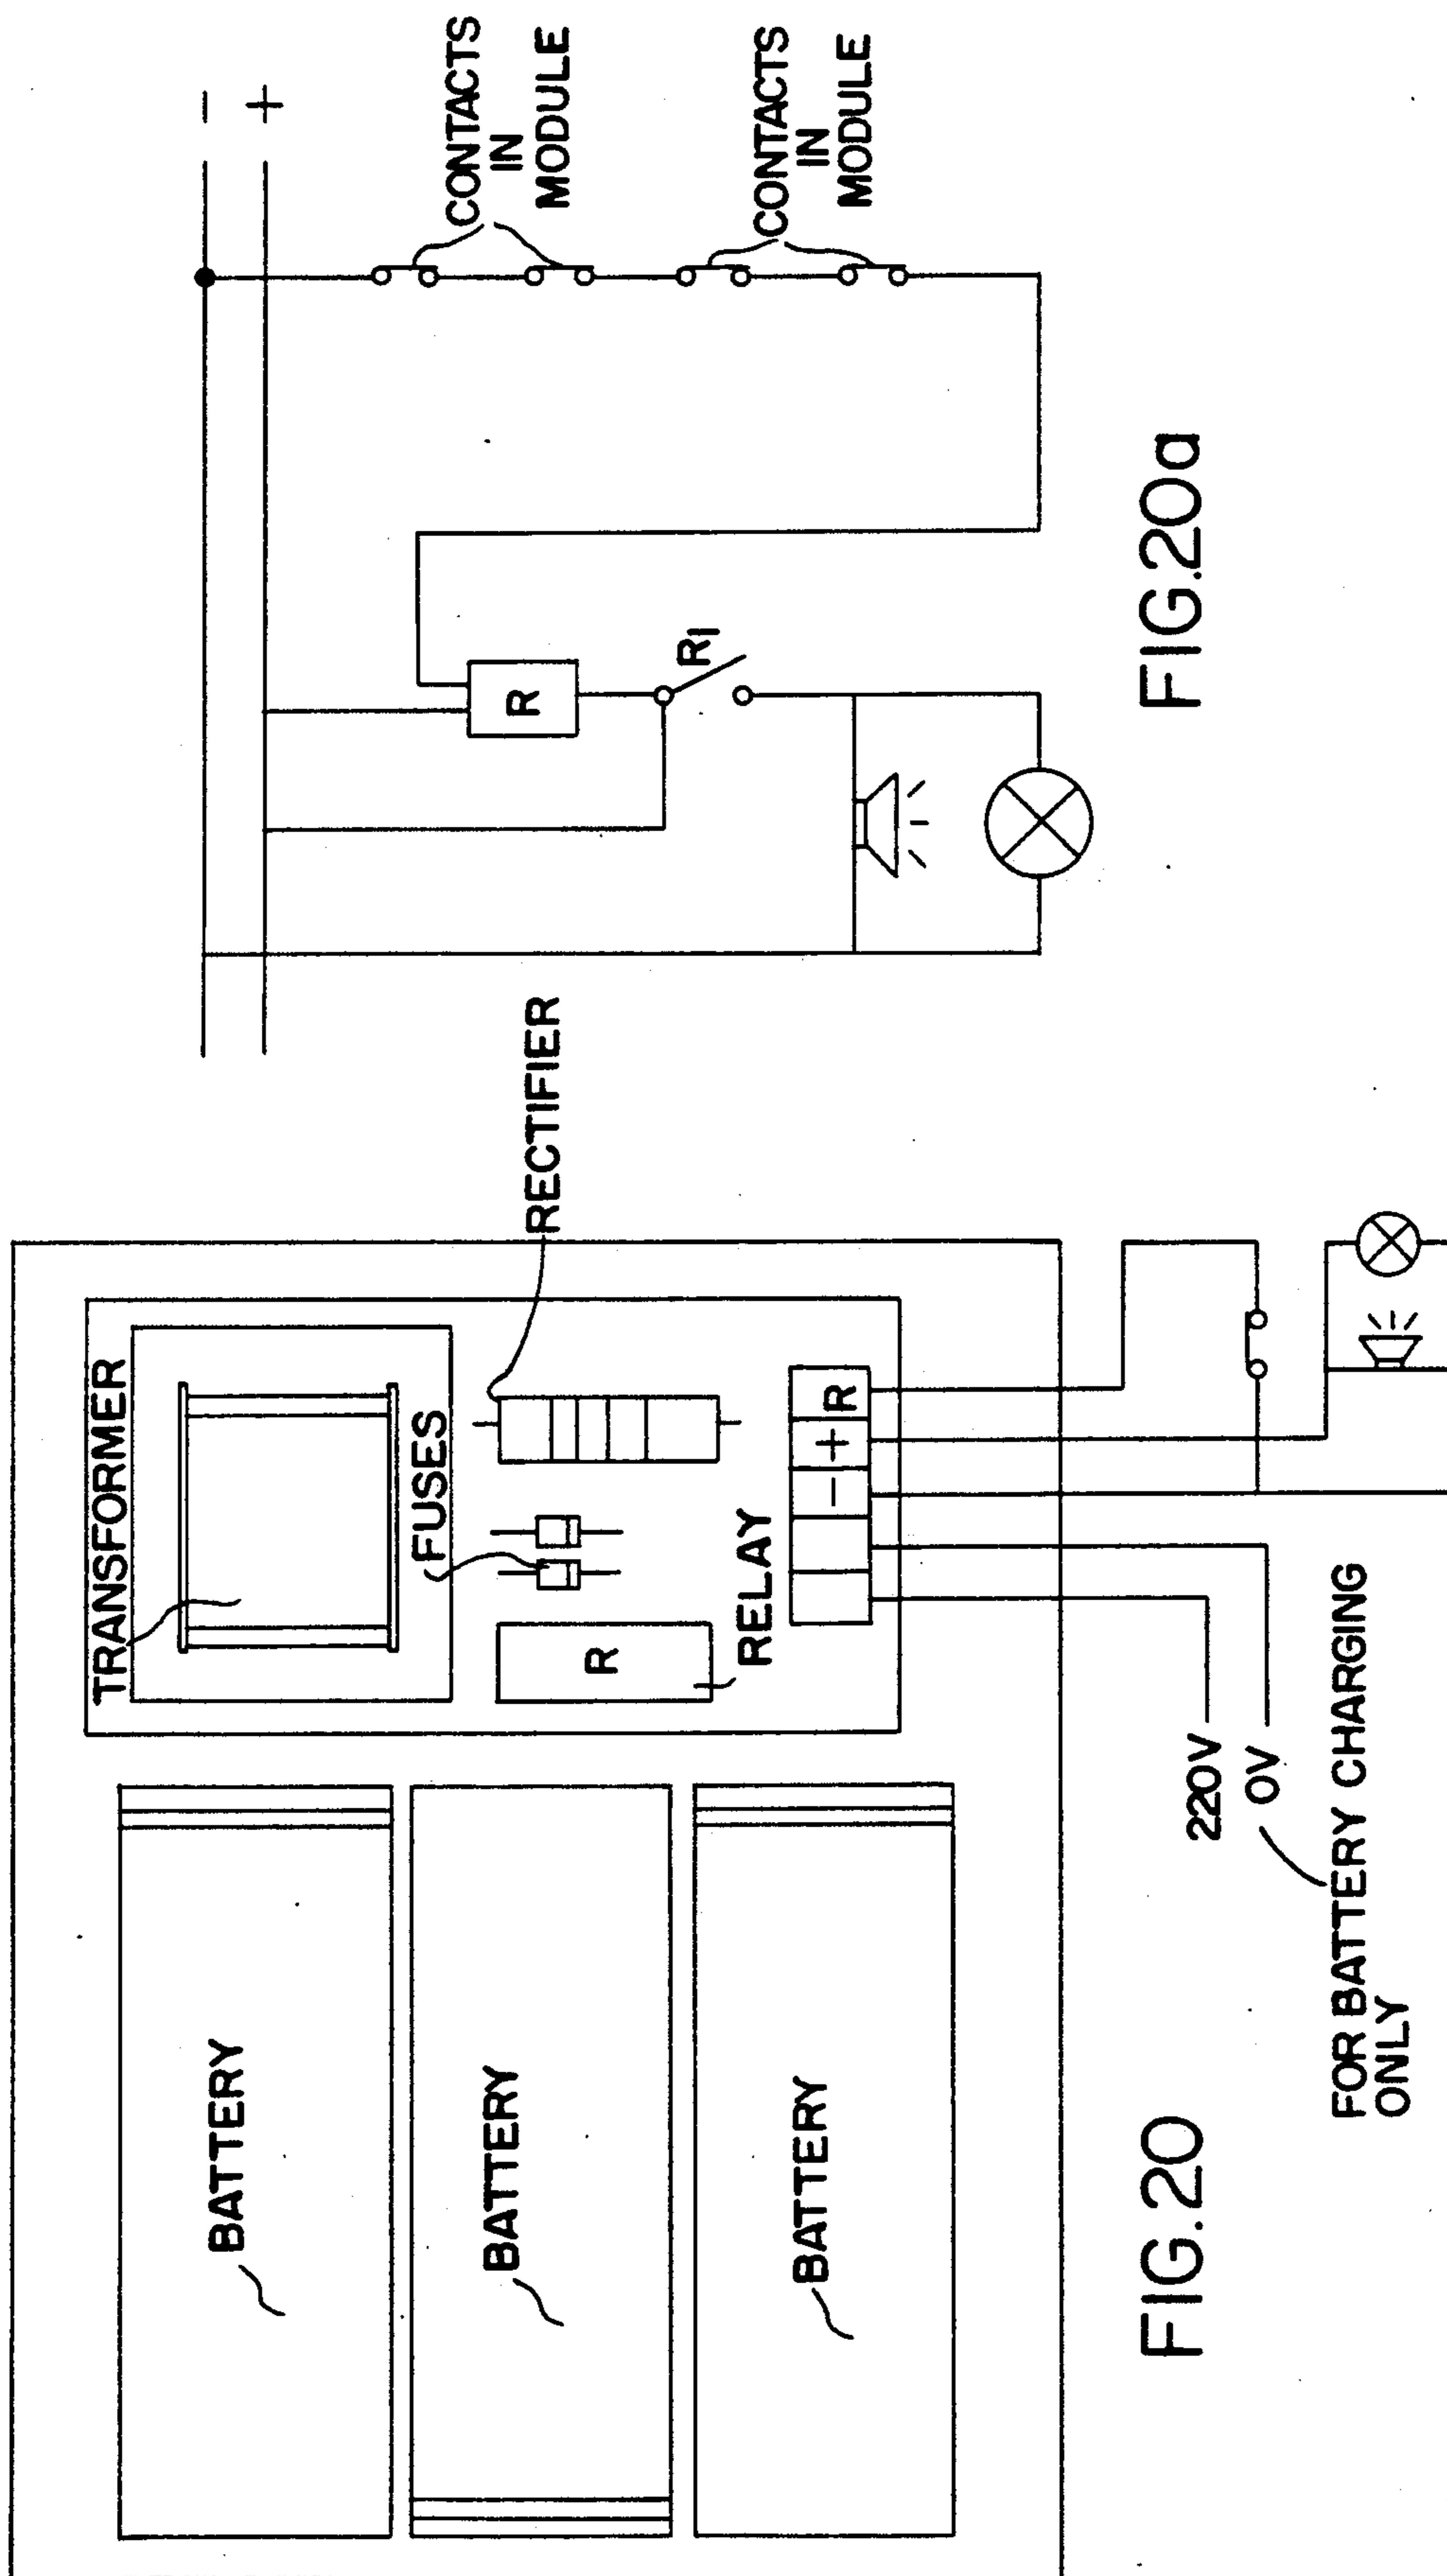 TRANSFORMER
FUSES
RECTIFIER
R
RELAY
- + R
BATTERY
BATTERY
BATTERY
220V
0V
FOR BATTERY CHARGING
ONLY
FIG.20
-
+
CONTACTS
IN
MODULE
CONTACTS
IN
MODULE
R
R1
FIG.20a